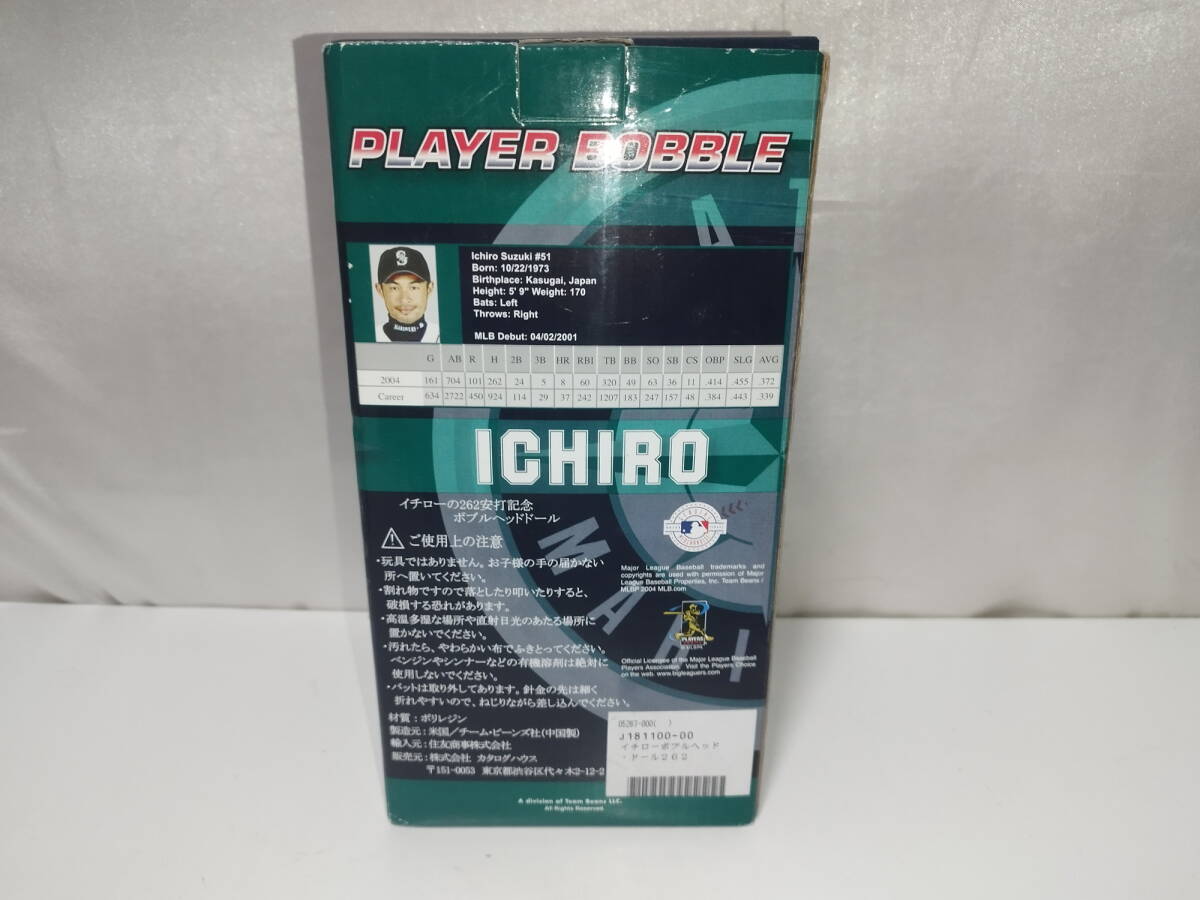 PLAYER BOBBLE
Ichiro Suzuki #51
Born: 10/22/1973
Birthplace: Kasugai, Japan
Height: 5' 9" Weight: 170
Bats: Left
Throws: Right
MLB Debut: 04/02/2001
G AB R H 2B 3B HR RBI TB BB SO SB CS OBP SLG AVG
2004 161 704 101 262 24 5 8 60 320 49 63 36 11 .414 .455 .372
Career 634 2722 450 924 114 29 37 242 1207 183 247 157 48 .384 .443 .339
ICHIRO
イチローの262安打記念
ボブルヘッドドール
ご使用上の注意
・玩具ではありません。お子様の手の届かない
所へ置いてください。
・割れ物ですので落としたり叩いたりすると、
破損する恐れがあります。
・高温多湿な場所や直射日光のあたる場所に
置かないでください。
・汚れたら、やわらかい布でふきとってください。
ベンジンやシンナーなどの有機溶剤は絶対に
使用しないでください。
・バットは取り外してあります。針金の先は細く
折れやすいので、ねじりながら差し込んでください。
材質：ポリレジン
製造元：米国／チーム・ビーンズ社(中国製)
輸入元：住友商事株式会社
販売元：株式会社 カタログハウス
〒151-0053 東京都渋谷区代々木2-12-2
Major League Baseball trademarks and
copyrights are used with permission of Major
League Baseball Properties, Inc. Team Beans /
MLBP 2004 MLB.com
PLAYERS
Official Licensee of the Major League Baseball
Players Association. Visit the Players Choice
on the web. www.bigleaguers.com
05267-000( )
J181100-00
イチローボブルヘッド
・ドール262
A division of Team Beans LLC.
All Rights Reserved.
A
MARI